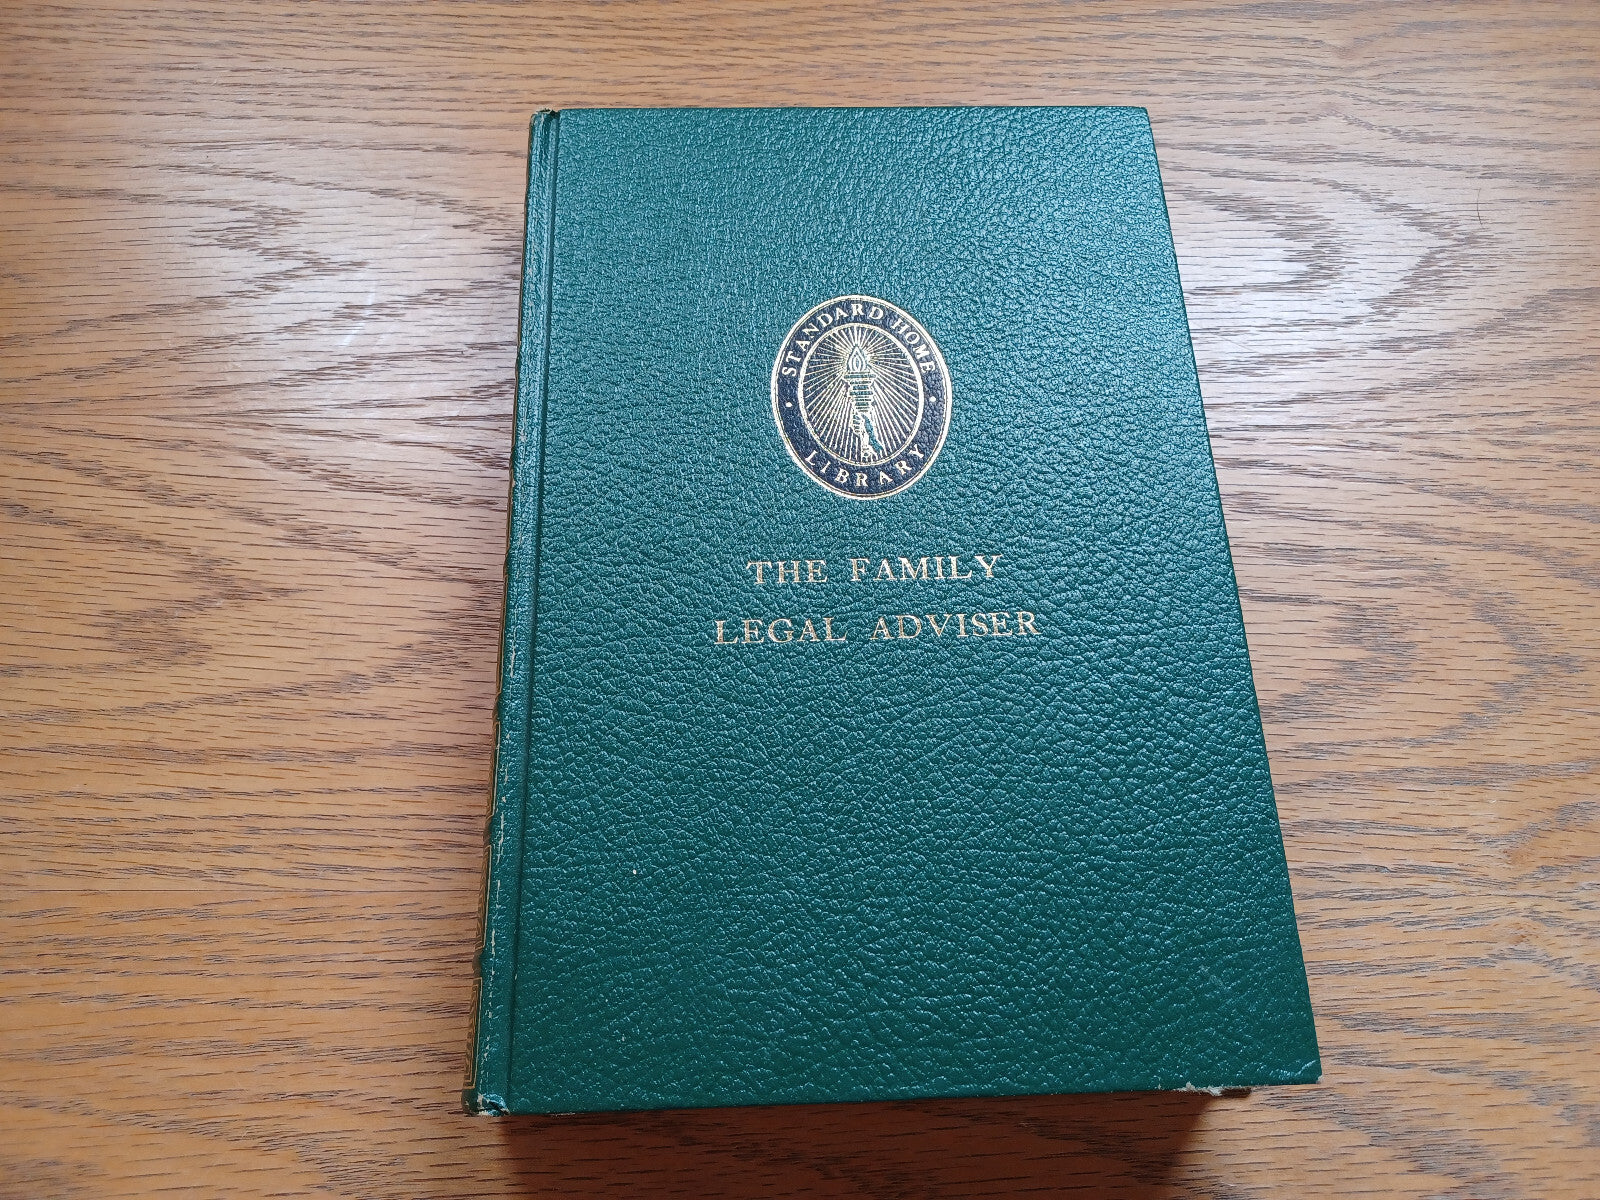 STANDARD HOME
LIBRARY
THE FAMILY
LEGAL ADVISER